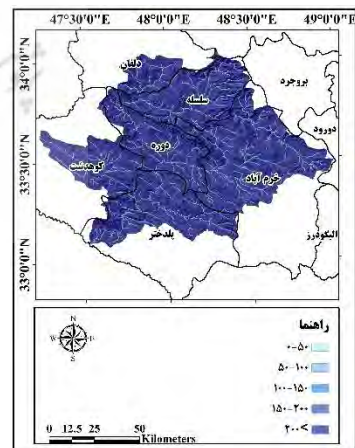 47°30'0"E 48°0'0"E 48°30'0"E 49°0'0"E
34°0'0"N
33°30'0"N
33°0'0"N
دلفان
بروجرد
سلسله
دورود
دوره
کوهدشت
خرم آباد
الیگودرز
پلدختر
راهنما
۰-۵۰
۵۰-۱۰۰
۱۰۰-۱۵۰
۱۵۰-۲۰۰
۲۰۰>
N
W E
S
0 12.5 25 50
Kilometers